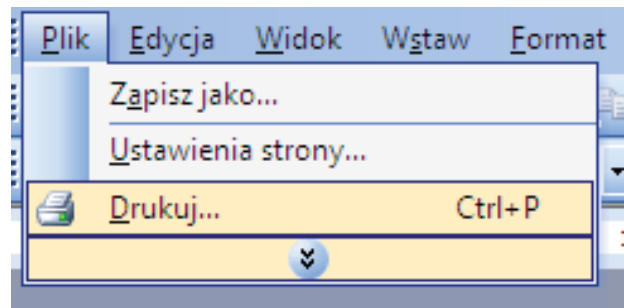 Plik Edycja Widok Wstaw Format
Zapisz jako...
Ustawienia strony...
Drukuj... Ctrl+P